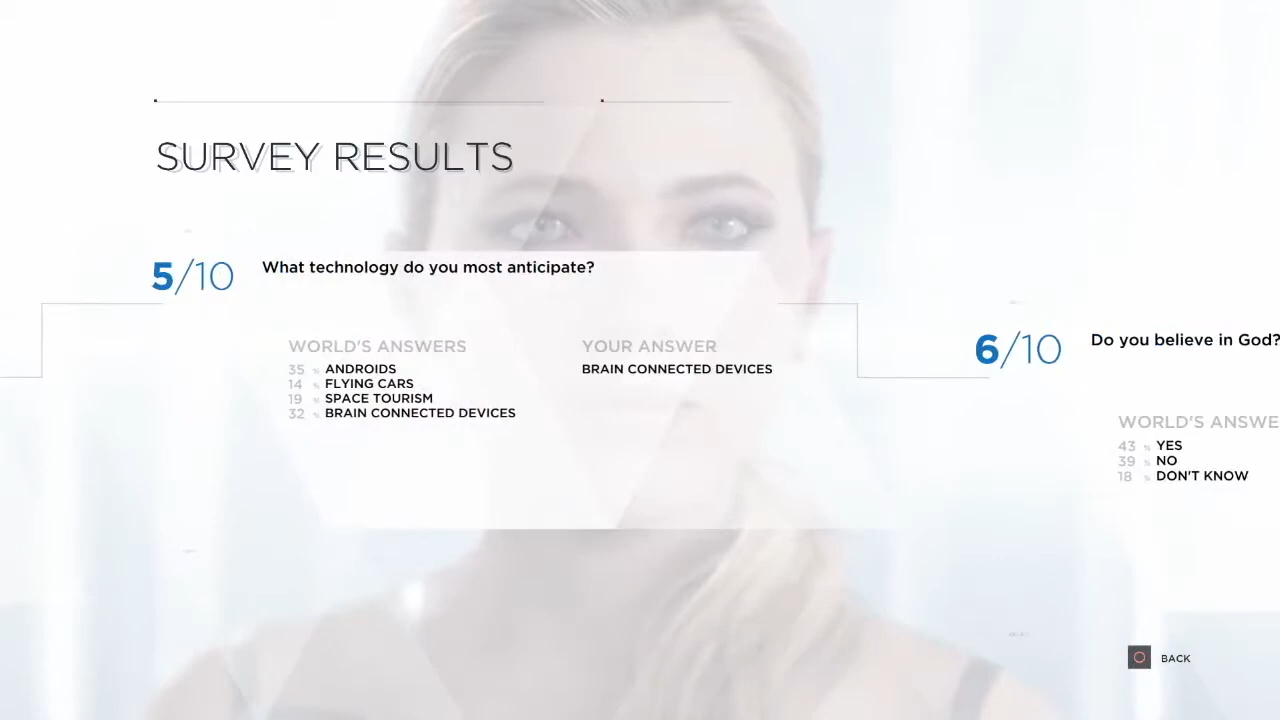 SURVEY RESULTS
5/10 What technology do you most anticipate?
WORLD'S ANSWERS
35 % ANDROIDS
14 % FLYING CARS
19 % SPACE TOURISM
32 % BRAIN CONNECTED DEVICES
YOUR ANSWER
BRAIN CONNECTED DEVICES
6/10 Do you believe in God?
WORLD'S ANSWE
43 % YES
39 % NO
18 % DON'T KNOW
BACK